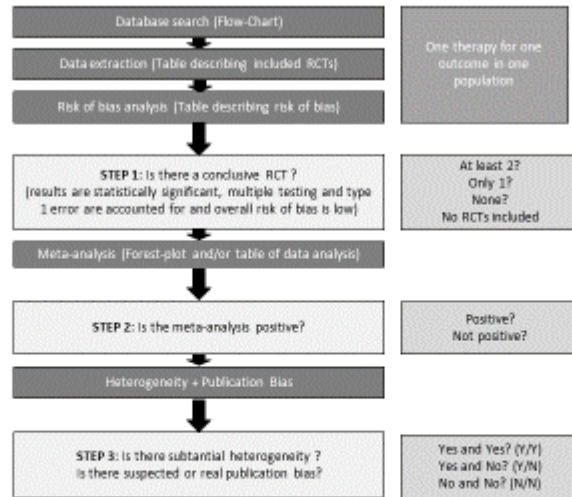 Database search (Flow-Chart)
Data extraction (Table describing included RCTs)
Risk of bias analysis (Table describing risk of bias)
One therapy for one
outcome in one
population
STEP 1: Is there a conclusive RCT ?
(results are statistically significant, multiple testing and type
1 error are accounted for and overall risk of bias is low)
At least 2?
Only 1?
None?
No RCTs included
Meta-analysis (Forest-plot and/or table of data analysis)
STEP 2: Is the meta-analysis positive?
Positive?
Not positive?
Heterogeneity + Publication Bias
STEP 3: Is there subtantial heterogeneity ?
Is there suspected or real publication bias?
Yes and Yes? (Y/Y)
Yes and No? (Y/N)
No and No? (N/N)